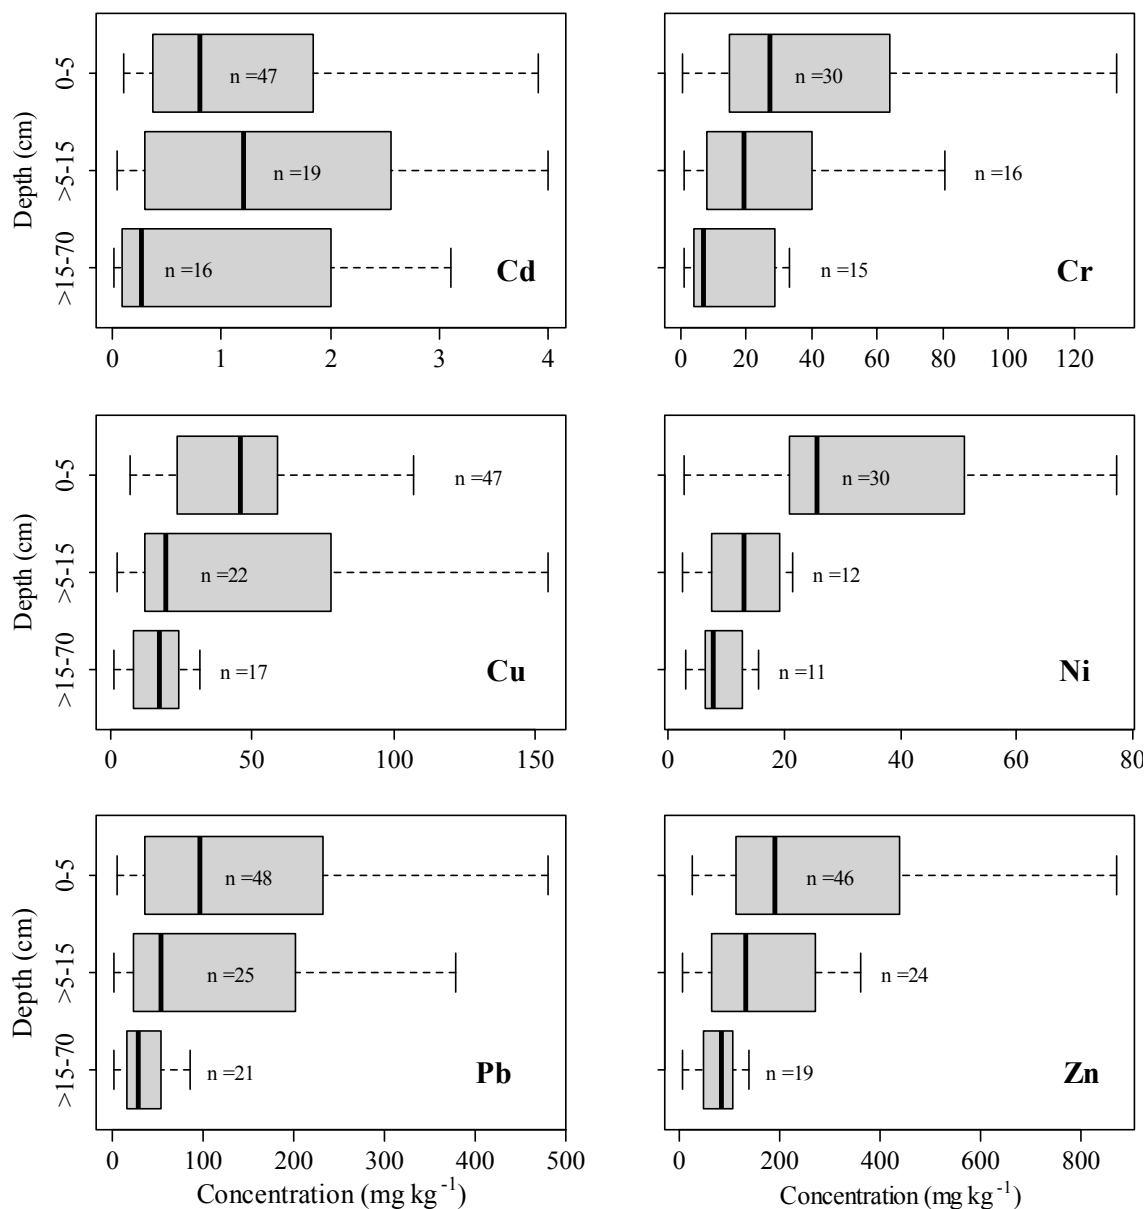 0-5
>5-15
>15-70
Depth (cm)
n =47
n =19
n =16
Cd
0 1 2 3 4
n =30
n =16
n =15
Cr
0 20 40 60 80 100 120
0-5
>5-15
>15-70
Depth (cm)
n =47
n =22
n =17
Cu
0 50 100 150
n =30
n =12
n =11
Ni
0 20 40 60 80
0-5
>5-15
>15-70
Depth (cm)
n =48
n =25
n =21
Pb
0 100 200 300 400 500
Concentration (mg kg⁻¹)
n =46
n =24
n =19
Zn
0 200 400 600 800
Concentration (mg kg⁻¹)